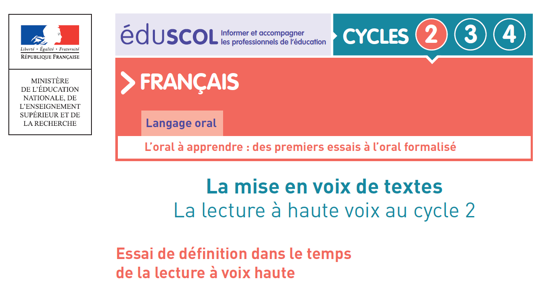 Liberté • Égalité • Fraternité
RÉPUBLIQUE FRANÇAISE
MINISTÈRE
DE L'ÉDUCATION
NATIONALE, DE
L'ENSEIGNEMENT
SUPÉRIEUR ET DE
LA RECHERCHE
éduSCOL Informer et accompagner
les professionnels de l'éducation
CYCLES 2 3 4
FRANÇAIS
Langage oral
L'oral à apprendre : des premiers essais à l'oral formalisé
La mise en voix de textes
La lecture à haute voix au cycle 2
Essai de définition dans le temps
de la lecture à voix haute